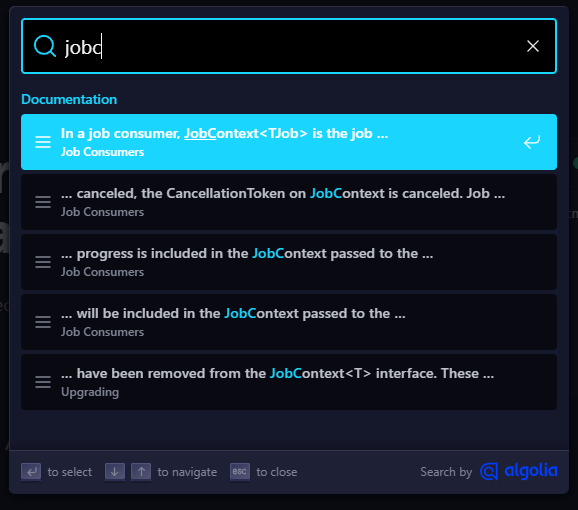 jobc
Documentation
In a job consumer, JobContext<TJob> is the job ...
Job Consumers
... canceled, the CancellationToken on JobContext is canceled. Job ...
Job Consumers
... progress is included in the JobContext passed to the ...
Job Consumers
... will be included in the JobContext passed to the ...
Job Consumers
... have been removed from the JobContext<T> interface. These ...
Upgrading
to select to navigate esc to close Search by algolia